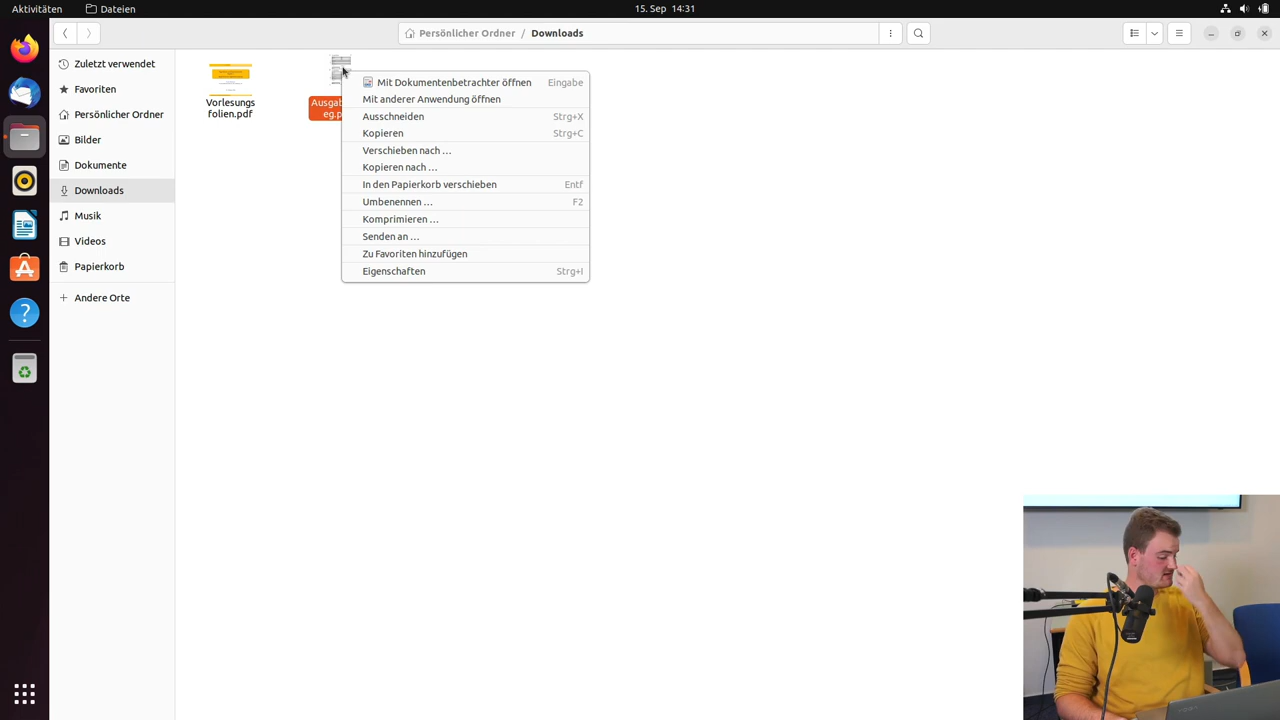 Aktivitäten
Dateien
15. Sep 14:31
Persönlicher Ordner / Downloads
Zuletzt verwendet
Favoriten
Persönlicher Ordner
Bilder
Dokumente
Downloads
Musik
Videos
Papierkorb
+ Andere Orte
Vorlesungs
folien.pdf
Mit Dokumentenbetrachter öffnen Eingabe
Mit anderer Anwendung öffnen
Ausschneiden Strg+X
Kopieren Strg+C
Verschieben nach …
Kopieren nach …
In den Papierkorb verschieben Entf
Umbenennen … F2
Komprimieren …
Senden an …
Zu Favoriten hinzufügen
Eigenschaften Strg+I